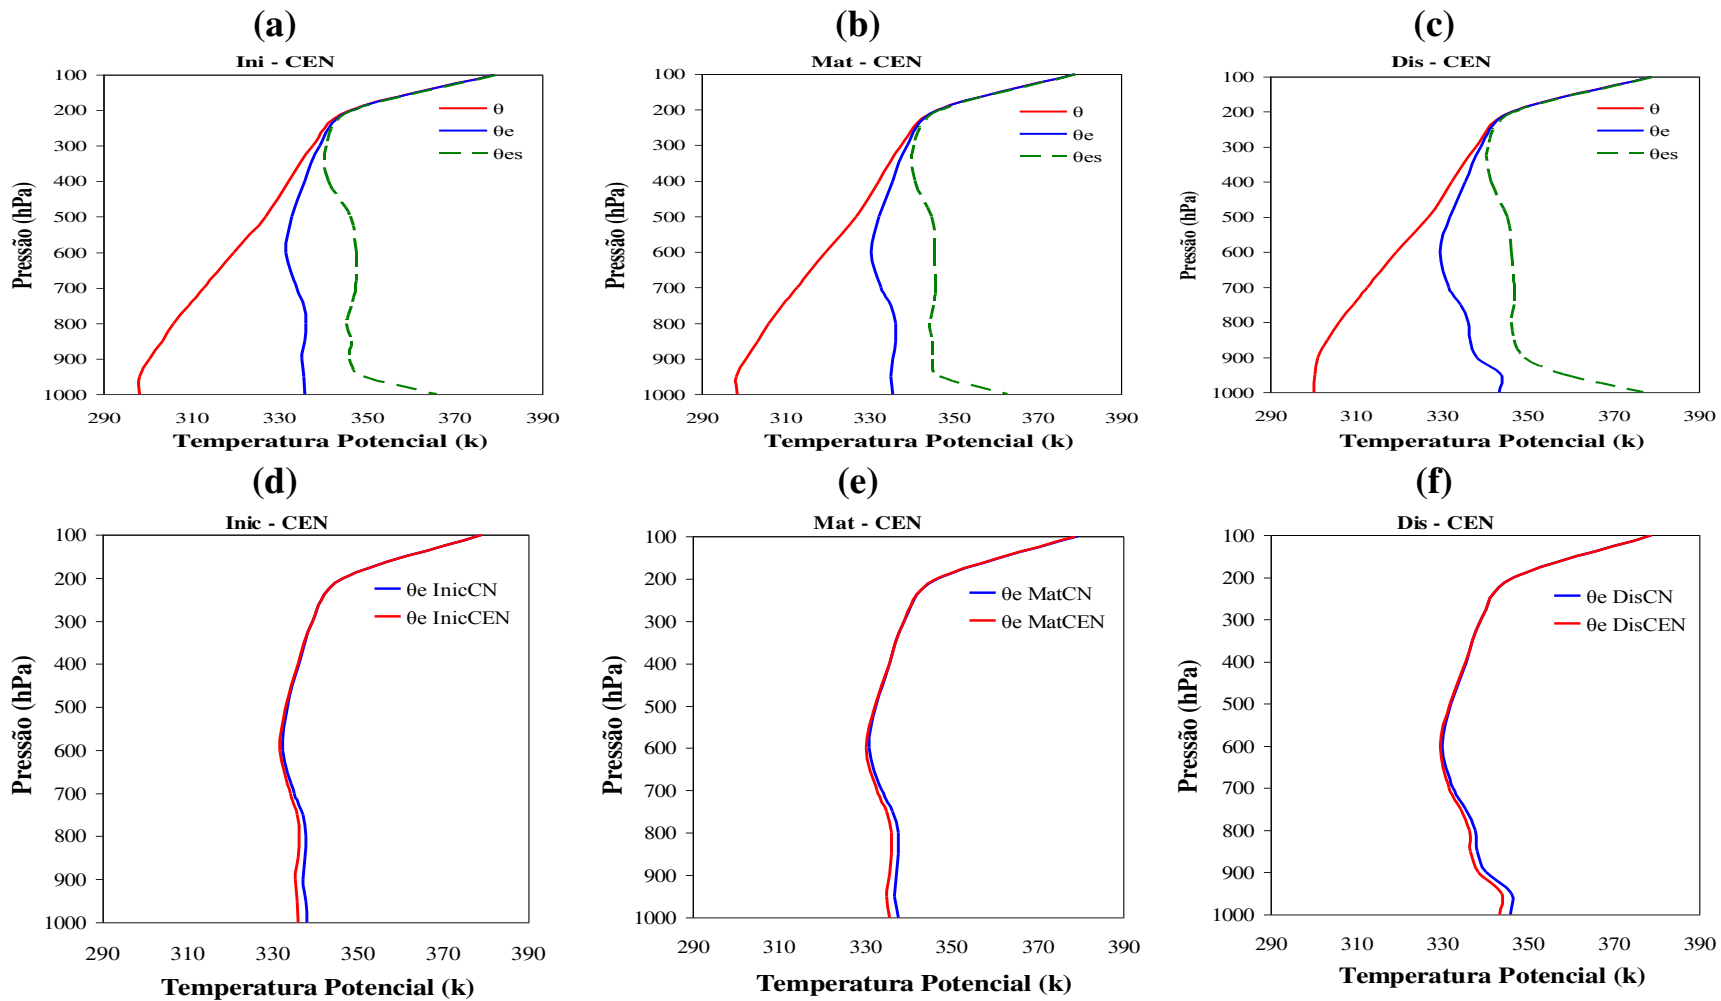 (a)
Ini - CEN
100
200
300
400
500
600
700
800
900
1000
290
310
330
350
370
390
θ
θe
θes
Pressão (hPa)
Temperatura Potencial (k)
(b)
Mat - CEN
100
200
300
400
500
600
700
800
900
1000
290
310
330
350
370
390
θ
θe
θes
Pressão (hPa)
Temperatura Potencial (k)
(c)
Dis - CEN
100
200
300
400
500
600
700
800
900
1000
290
310
330
350
370
390
θ
θe
θes
Pressão (hPa)
Temperatura Potencial (k)
(d)
Inic - CEN
100
200
300
400
500
600
700
800
900
1000
290
310
330
350
370
390
θe InicCN
θe InicCEN
Pressão (hPa)
Temperatura Potencial (k)
(e)
Mat - CEN
100
200
300
400
500
600
700
800
900
1000
290
310
330
350
370
390
θe MatCN
θe MatCEN
Pressão (hPa)
Temperatura Potencial (k)
(f)
Dis - CEN
100
200
300
400
500
600
700
800
900
1000
290
310
330
350
370
390
θe DisCN
θe DisCEN
Pressão (hPa)
Temperatura Potencial (k)